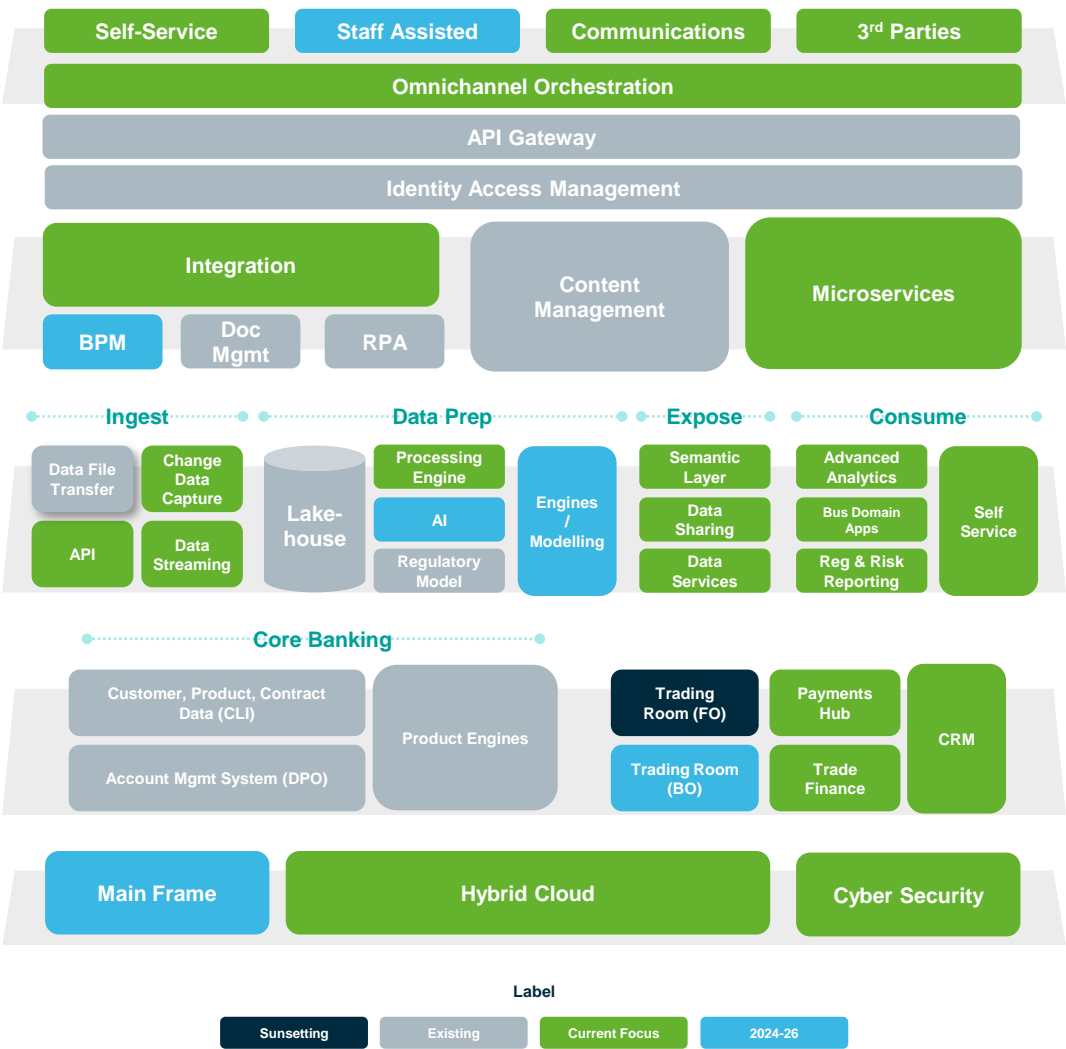 Self-Service
Staff Assisted
Communications
3rd Parties
Omnichannel Orchestration
API Gateway
Identity Access Management
Integration
Content
Management
Microservices
BPM
Doc
Mgmt
RPA
Ingest
Data Prep
Expose
Consume
Data File
Transfer
Change
Data
Capture
API
Data
Streaming
Lake-
house
Processing
Engine
AI
Regulatory
Model
Engines
/
Modelling
Semantic
Layer
Data
Sharing
Data
Services
Advanced
Analytics
Bus Domain
Apps
Reg & Risk
Reporting
Self
Service
Core Banking
Customer, Product, Contract
Data (CLI)
Account Mgmt System (DPO)
Product Engines
Trading
Room (FO)
Trading Room
(BO)
Payments
Hub
Trade
Finance
CRM
Main Frame
Hybrid Cloud
Cyber Security
Label
Sunsetting
Existing
Current Focus
2024-26